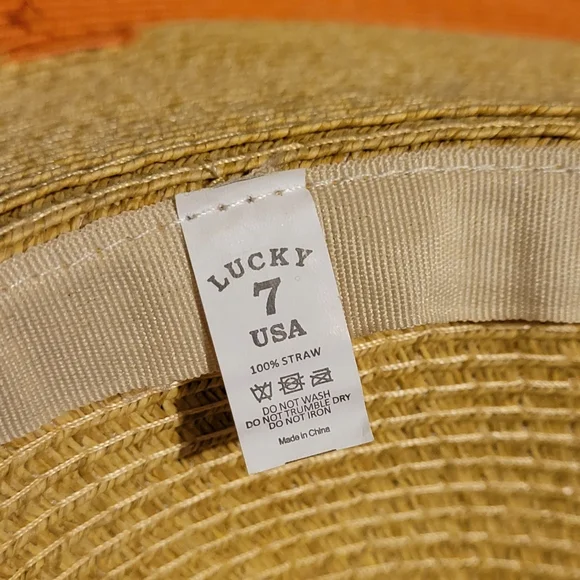 LUCKY
7
USA
100% STRAW
DO NOT WASH
DO NOT TRUMBLE DRY
DO NOT IRON
Made in China